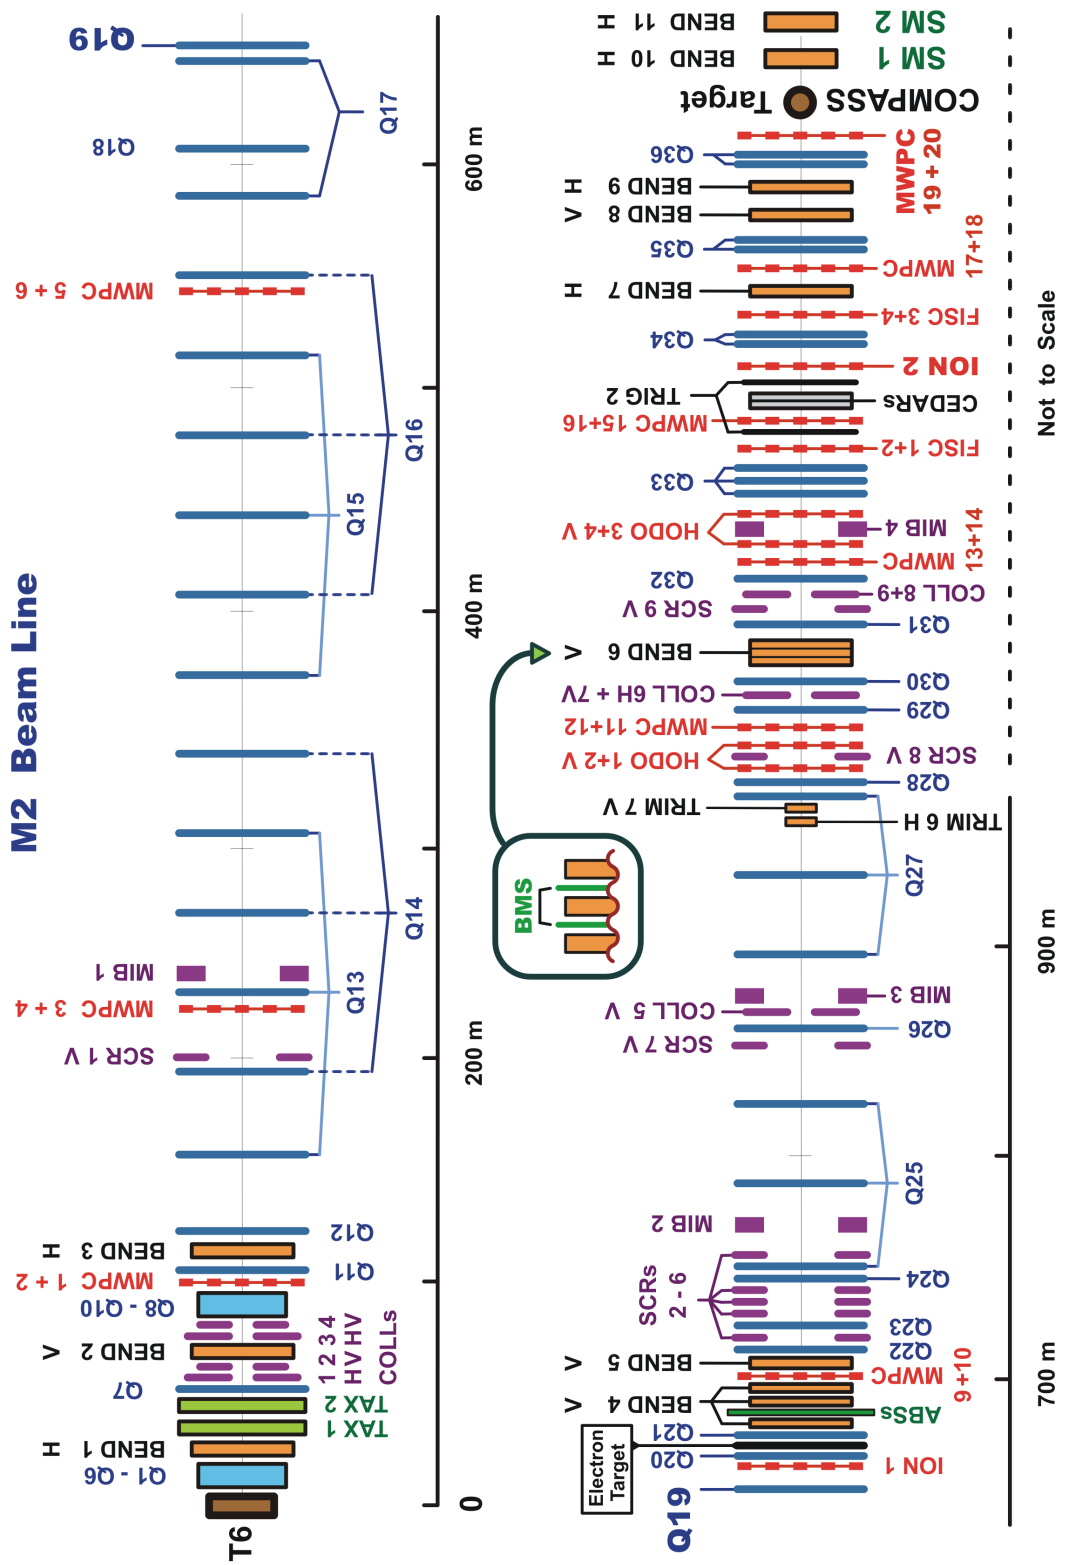 M2 Beam Line
T6
Q1 - Q6
BEND 1 H
TAX 1
TAX 2
Q7
BEND 2 V
1 2 3 4
HV HV
COLLs
Q8 - Q10
MWPC 1 + 2
Q11
BEND 3 H
Q12
SCR 1 V
MWPC 3 + 4
MIB 1
Q13
Q14
Q15
Q16
MWPC 5 + 6
Q17
Q18
Q19
0
200 m
400 m
600 m
Q19
ION 1
Q20
Electron
Target
Q21
ABSs
BEND 4 V
MWPC
9 +10
BEND 5 V
Q22
Q23
SCRs
2 - 6
Q24
MIB 2
Q25
SCR 7 V
Q26
COLL 5 V
MIB 3
Q27
TRIM 6 H
TRIM 7 V
Q28
HODO 1+2 V
SCR 8 V
MWPC 11+12
Q29
COLL 6H + 7V
Q30
BEND 6 V
BMS
Q31
SCR 9 V
COLL 8+9
Q32
MWPC
13+14
HODO 3+4 V
MIB 4
Q33
FISC 1+2
MWPC 15+16
TRIG 2
CEDARs
ION 2
Q34
FISC 3+4
BEND 7 H
MWPC
17+18
Q35
BEND 8 V
BEND 9 H
Q36
MWPC
19 + 20
COMPASS
Target
SM 1
BEND 10 H
SM 2
BEND 11 H
700 m
900 m
Not to Scale